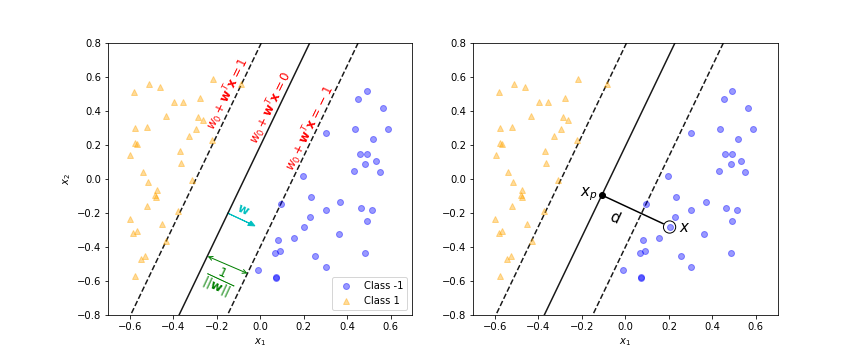 0.8
0.6
0.4
0.2
0.0
−0.2
−0.4
−0.6
−0.8
x₂
w₀ + wᵀx = 1
w₀ + wᵀx = 0
w₀ + wᵀx = − 1
w
1
||w||
Class -1
Class 1
−0.6 −0.4 −0.2 0.0 0.2 0.4 0.6
x₁
0.8
0.6
0.4
0.2
0.0
−0.2
−0.4
−0.6
−0.8
xₚ
d
x
−0.6 −0.4 −0.2 0.0 0.2 0.4 0.6
x₁